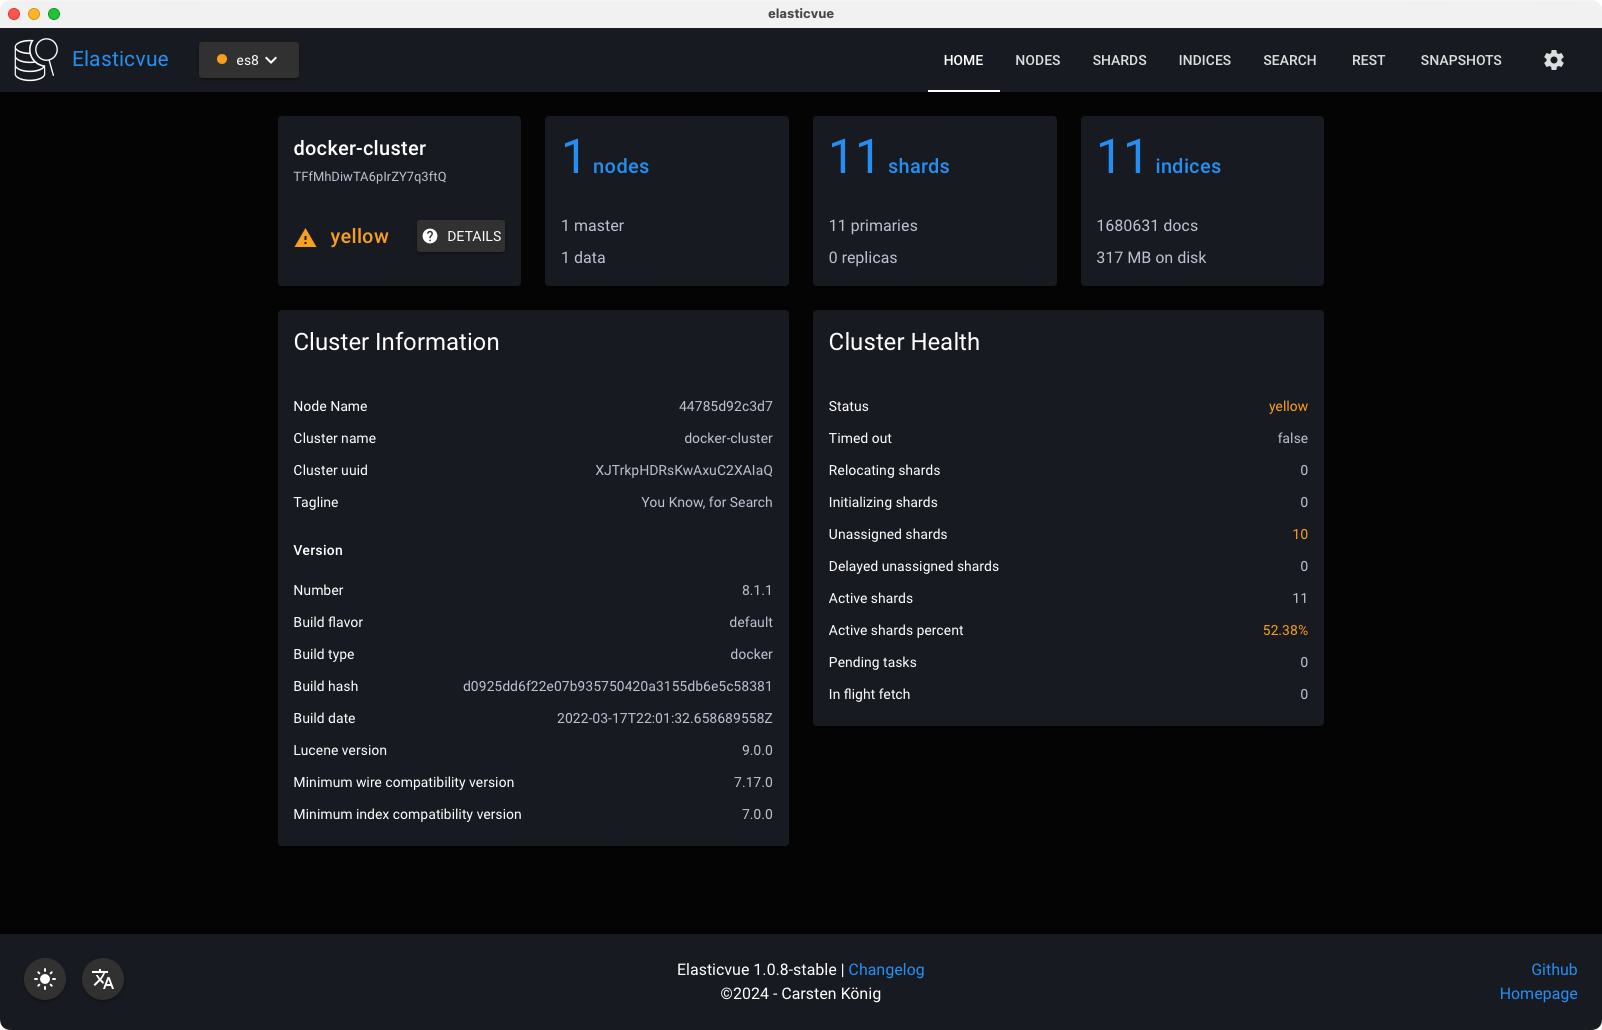 elasticvue
Elasticvue
es8
HOME NODES SHARDS INDICES SEARCH REST SNAPSHOTS
docker-cluster
TFfMhDiwTA6pIrZY7q3ftQ
yellow
DETAILS
1 nodes
1 master
1 data
11 shards
11 primaries
0 replicas
11 indices
1680631 docs
317 MB on disk
Cluster Information
Node Name 44785d92c3d7
Cluster name docker-cluster
Cluster uuid XJTrkpHDRsKwAxuC2XAIaQ
Tagline You Know, for Search
Version
Number 8.1.1
Build flavor default
Build type docker
Build hash d0925dd6f22e07b935750420a3155db6e5c58381
Build date 2022-03-17T22:01:32.658689558Z
Lucene version 9.0.0
Minimum wire compatibility version 7.17.0
Minimum index compatibility version 7.0.0
Cluster Health
Status yellow
Timed out false
Relocating shards 0
Initializing shards 0
Unassigned shards 10
Delayed unassigned shards 0
Active shards 11
Active shards percent 52.38%
Pending tasks 0
In flight fetch 0
Elasticvue 1.0.8-stable | Changelog
©2024 - Carsten König
Github
Homepage